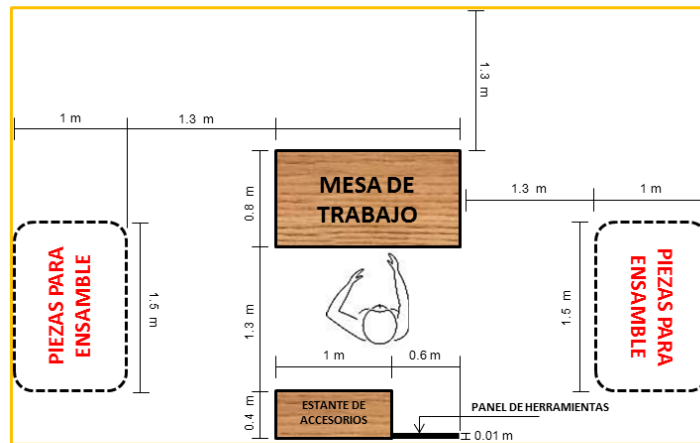 1.3 m
1 m
1.3 m
MESA DE
TRABAJO
0.8 m
1.3 m
1 m
PIEZAS PARA
ENSAMBLE
1.5 m
1.3 m
1.5 m
PIEZAS PARA
ENSAMBLE
1 m
0.6 m
0.4 m
ESTANTE DE
ACCESORIOS
PANEL DE HERRAMIENTAS
0.01 m